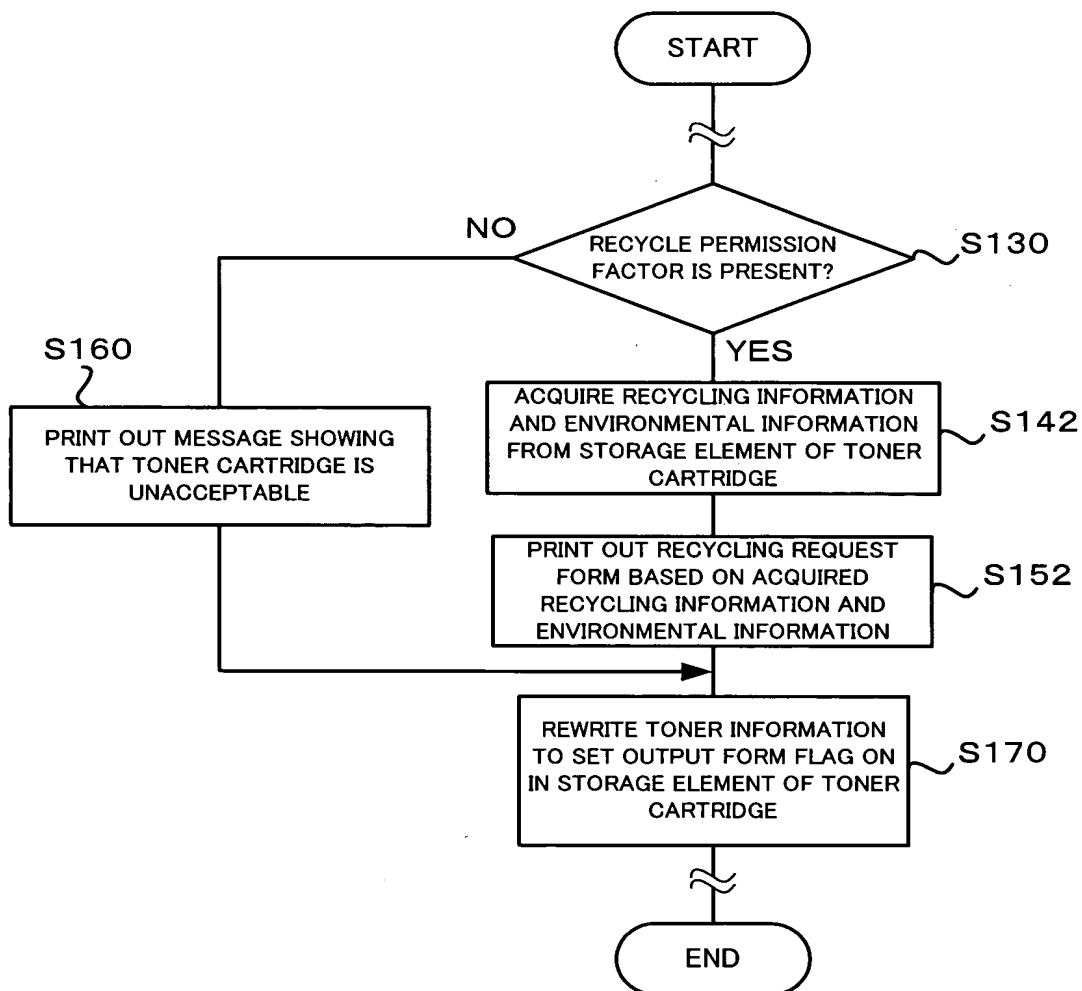 START
NO
RECYCLE PERMISSION
FACTOR IS PRESENT?
S130
YES
S160
PRINT OUT MESSAGE SHOWING
THAT TONER CARTRIDGE IS
UNACCEPTABLE
ACQUIRE RECYCLING INFORMATION
AND ENVIRONMENTAL INFORMATION
FROM STORAGE ELEMENT OF TONER
CARTRIDGE
S142
PRINT OUT RECYCLING REQUEST
FORM BASED ON ACQUIRED
RECYCLING INFORMATION AND
ENVIRONMENTAL INFORMATION
S152
REWRITE TONER INFORMATION
TO SET OUTPUT FORM FLAG ON
IN STORAGE ELEMENT OF TONER
CARTRIDGE
S170
END